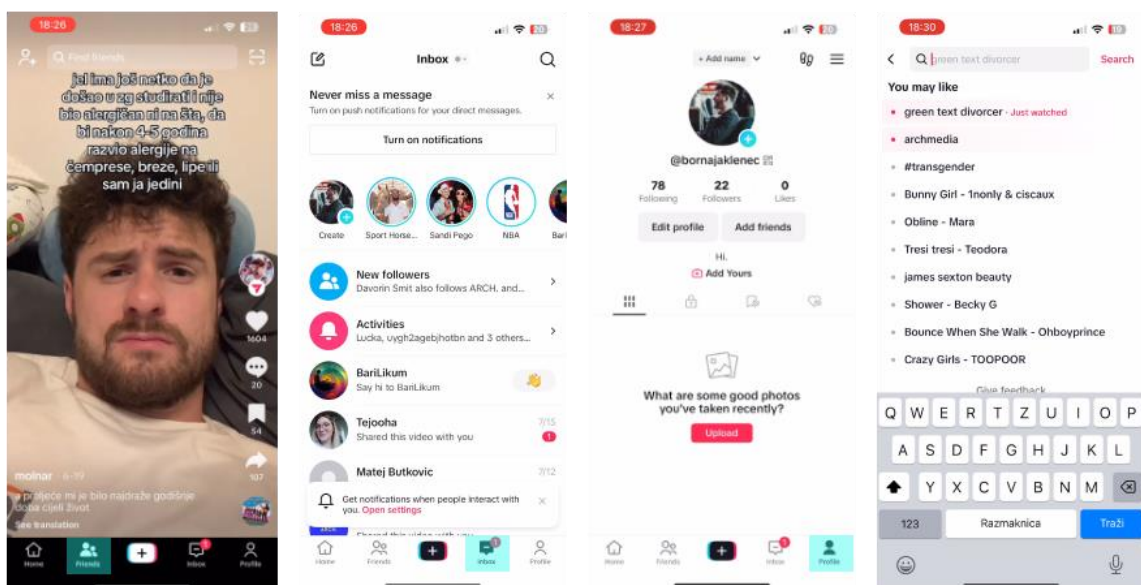 18:26
20
Find friends
jel ima još netko da je
došao u zg studirati i nije
bio alergičan ni na šta, da
bi nakon 4-5 godina
razvio alergije na
čemprese, breze, lipe ili
sam ja jedini
1604
20
54
107
molnar · 6-19
a proljeće mi je bilo najdraže godišnje
doba cijeli život
See translation
Home
Friends
Inbox
Profile
18:26
20
Inbox
Never miss a message
Turn on push notifications for your direct messages.
Turn on notifications
Create
Sport Horse...
Sandi Pego
NBA
Bari
New followers
Davorin Smit also follows ARCH, and...
Activities
Lucka, uygh2agebjhotbn and 3 others...
BariLikum
Say hi to BariLikum
Tejooha
7/15
Shared this video with you
1
Matej Butkovic
7/12
Get notifications when people interact with
you. Open settings
Shared this video with you
Home
Friends
Inbox
Profile
18:27
20
+ Add name
@bornajaklenec
78
22
0
Following
Followers
Likes
Edit profile
Add friends
Hi.
Add Yours
What are some good photos
you've taken recently?
Upload
Home
Friends
Inbox
Profile
18:30
19
green text divorcer
Search
You may like
green text divorcer · Just watched
archmedia
#transgender
Bunny Girl - 1nonly & ciscaux
Obline - Mara
Tresi tresi - Teodora
james sexton beauty
Shower - Becky G
Bounce When She Walk - Ohboyprince
Crazy Girls - TOOPOOR
Give feedback
Q W E R T Z U I O P
A S D F G H J K L
Y X C V B N M
123
Razmaknica
Traži